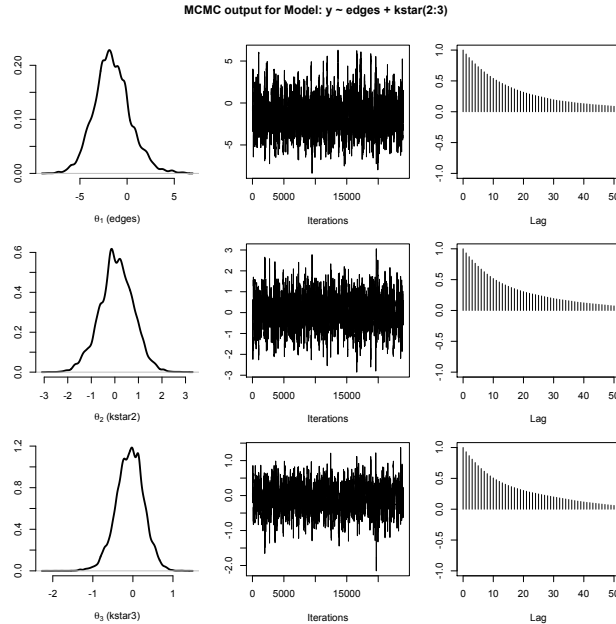 MCMC output for Model: y ~ edges + kstar(2:3)
0.00 0.10 0.20
-5 0 5
θ1 (edges)
-5 0 5
0 5000 15000
Iterations
-1.0 -0.5 0.0 0.5 1.0
0 10 20 30 40 50
Lag
0.0 0.2 0.4 0.6
-3 -2 -1 0 1 2 3
θ2 (kstar2)
-3 -2 -1 0 1 2 3
0 5000 15000
Iterations
-1.0 -0.5 0.0 0.5 1.0
0 10 20 30 40 50
Lag
0.0 0.4 0.8 1.2
-2 -1 0 1
θ3 (kstar3)
-2.0 -1.0 0.0 1.0
0 5000 15000
Iterations
-1.0 -0.5 0.0 0.5 1.0
0 10 20 30 40 50
Lag